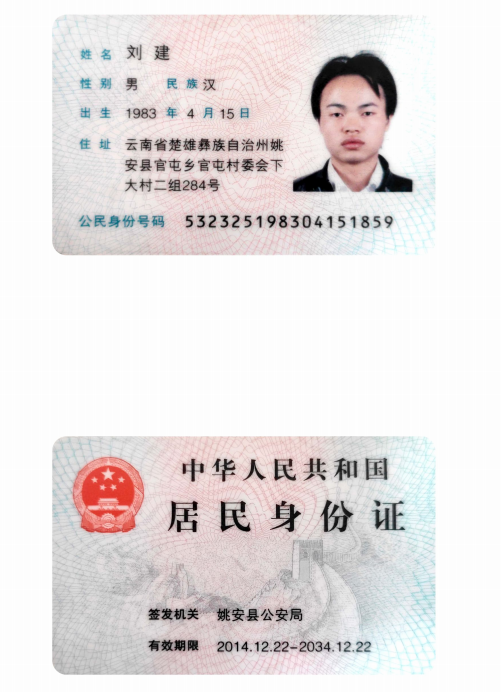 姓名 刘建
性别 男 民族 汉
出生 1983 年 4 月 15 日
住址 云南省楚雄彝族自治州姚
安县官屯乡官屯村委会下
大村二组284号
公民身份号码 532325198304151859
中华人民共和国
居民身份证
签发机关 姚安县公安局
有效期限 2014.12.22-2034.12.22